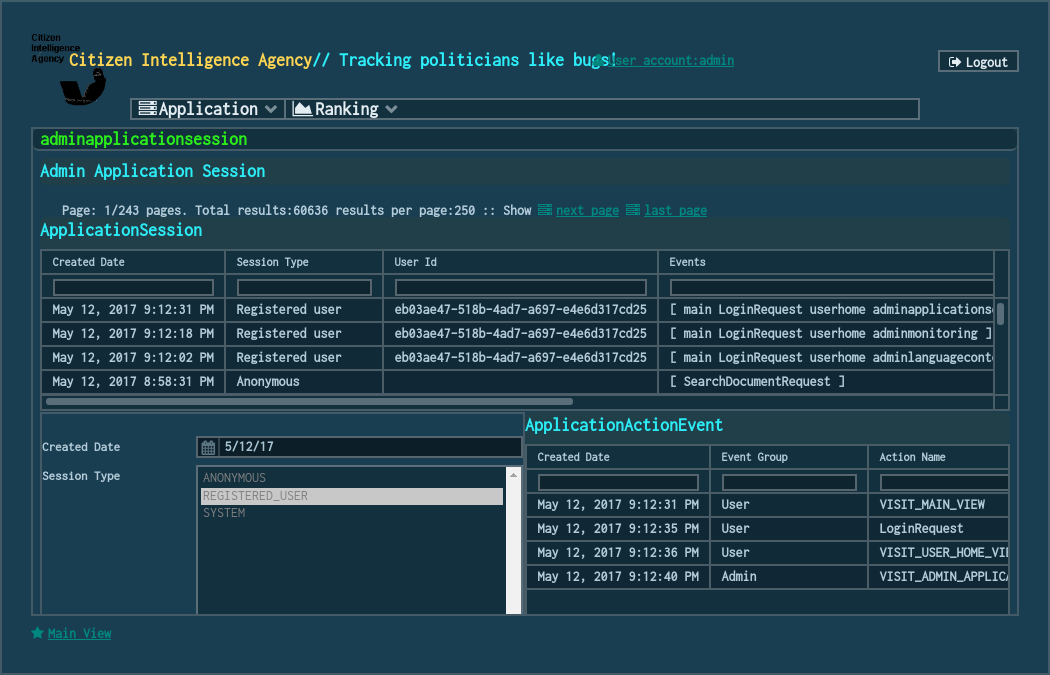 Citizen
Intelligence
Agency
Citizen Intelligence Agency// Tracking politicians like bugs!
User account:admin
Logout
Application
Ranking
adminapplicationsession
Admin Application Session
Page: 1/243 pages. Total results:60636 results per page:250 :: Show next page last page
ApplicationSession
Created Date Session Type User Id Events
May 12, 2017 9:12:31 PM Registered user eb03ae47-518b-4ad7-a697-e4e6d317cd25 [ main LoginRequest userhome adminapplications
May 12, 2017 9:12:18 PM Registered user eb03ae47-518b-4ad7-a697-e4e6d317cd25 [ main LoginRequest userhome adminmonitoring ]
May 12, 2017 9:12:02 PM Registered user eb03ae47-518b-4ad7-a697-e4e6d317cd25 [ main LoginRequest userhome adminlanguageconte
May 12, 2017 8:58:31 PM Anonymous [ SearchDocumentRequest ]
Created Date 5/12/17
Session Type
ANONYMOUS
REGISTERED_USER
SYSTEM
ApplicationActionEvent
Created Date Event Group Action Name
May 12, 2017 9:12:31 PM User VISIT_MAIN_VIEW
May 12, 2017 9:12:35 PM User LoginRequest
May 12, 2017 9:12:36 PM User VISIT_USER_HOME_VIE
May 12, 2017 9:12:40 PM Admin VISIT_ADMIN_APPLICA
Main View